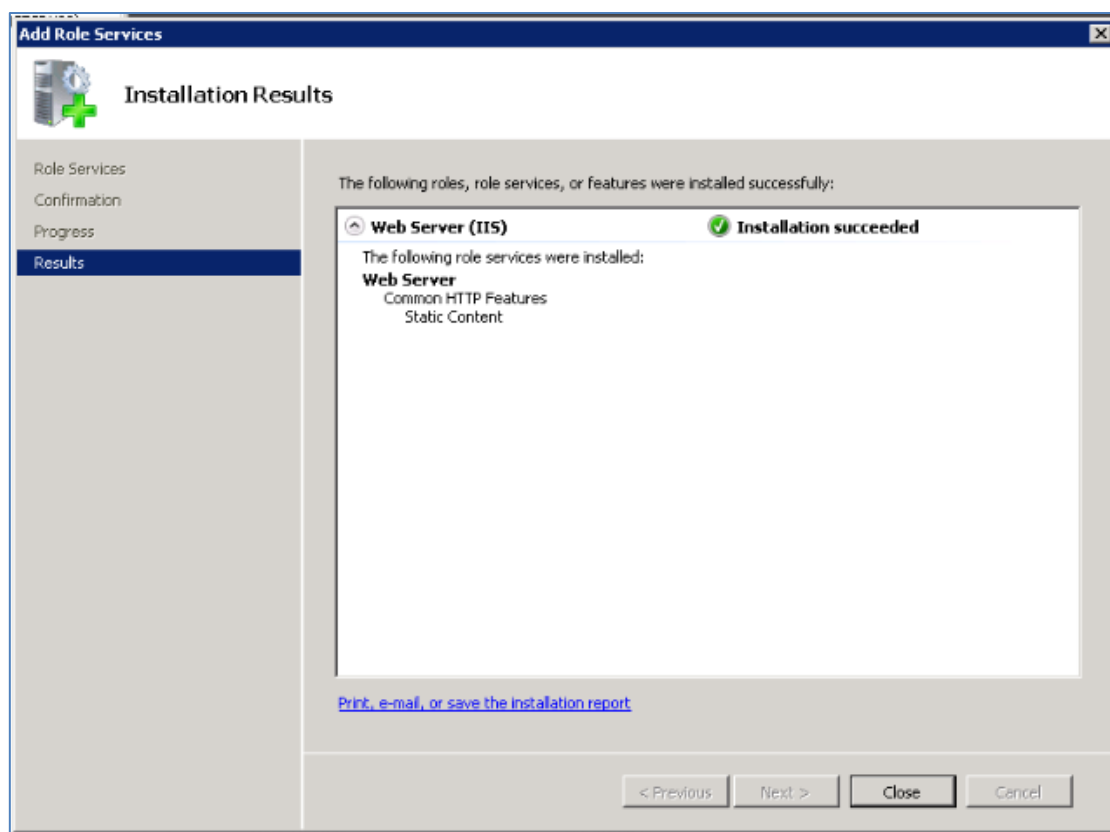 Add Role Services
Installation Results
Role Services
Confirmation
Progress
Results
The following roles, role services, or features were installed successfully:
Web Server (IIS)
Installation succeeded
The following role services were installed:
Web Server
Common HTTP Features
Static Content
Print, e-mail, or save the installation report
< Previous
Next >
Close
Cancel